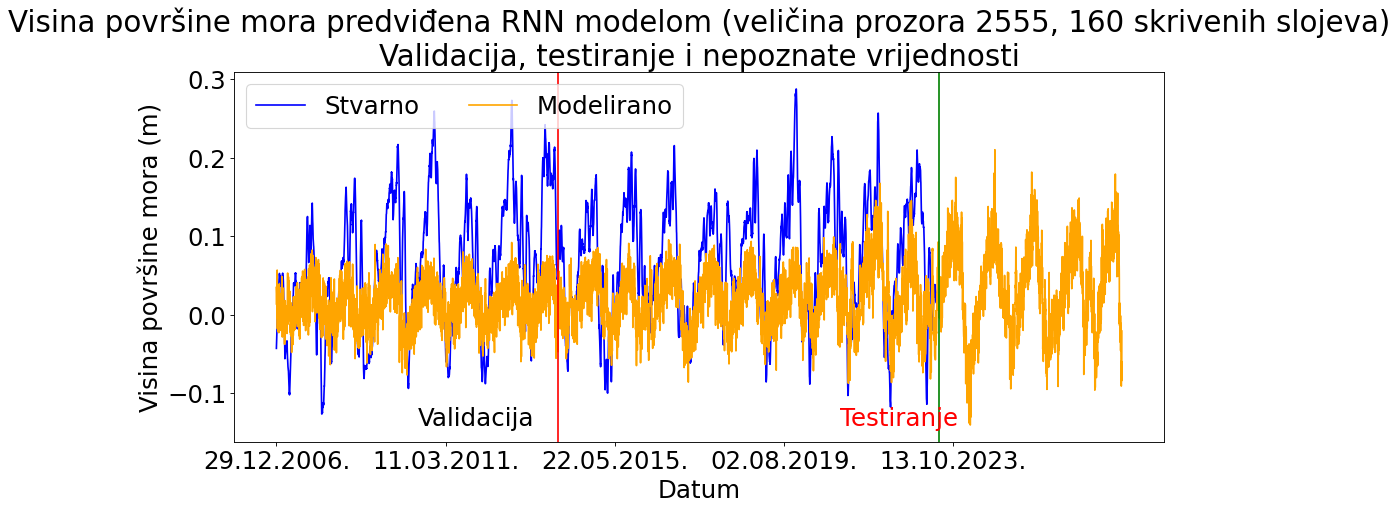 Visina površine mora predviđena RNN modelom (veličina prozora 2555, 160 skrivenih slojeva)
Validacija, testiranje i nepoznate vrijednosti
Stvarno
Modelirano
Visina površine mora (m)
0.3
0.2
0.1
0.0
−0.1
Validacija
Testiranje
29.12.2006.
11.03.2011.
22.05.2015.
02.08.2019.
13.10.2023.
Datum